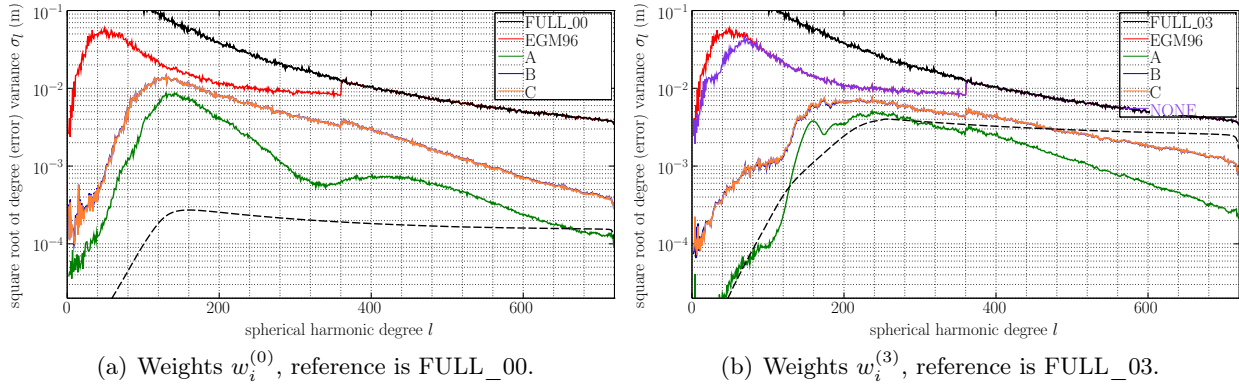 square root of degree (error) variance σ_l (m)
10^{-1}
10^{-2}
10^{-3}
10^{-4}
0
200
400
600
spherical harmonic degree l
FULL_00
EGM96
A
B
C
(a) Weights w_i^{(0)}, reference is FULL_00.
square root of degree (error) variance σ_l (m)
10^{-1}
10^{-2}
10^{-3}
10^{-4}
0
200
400
600
spherical harmonic degree l
FULL_03
EGM96
A
B
C
NONE
(b) Weights w_i^{(3)}, reference is FULL_03.